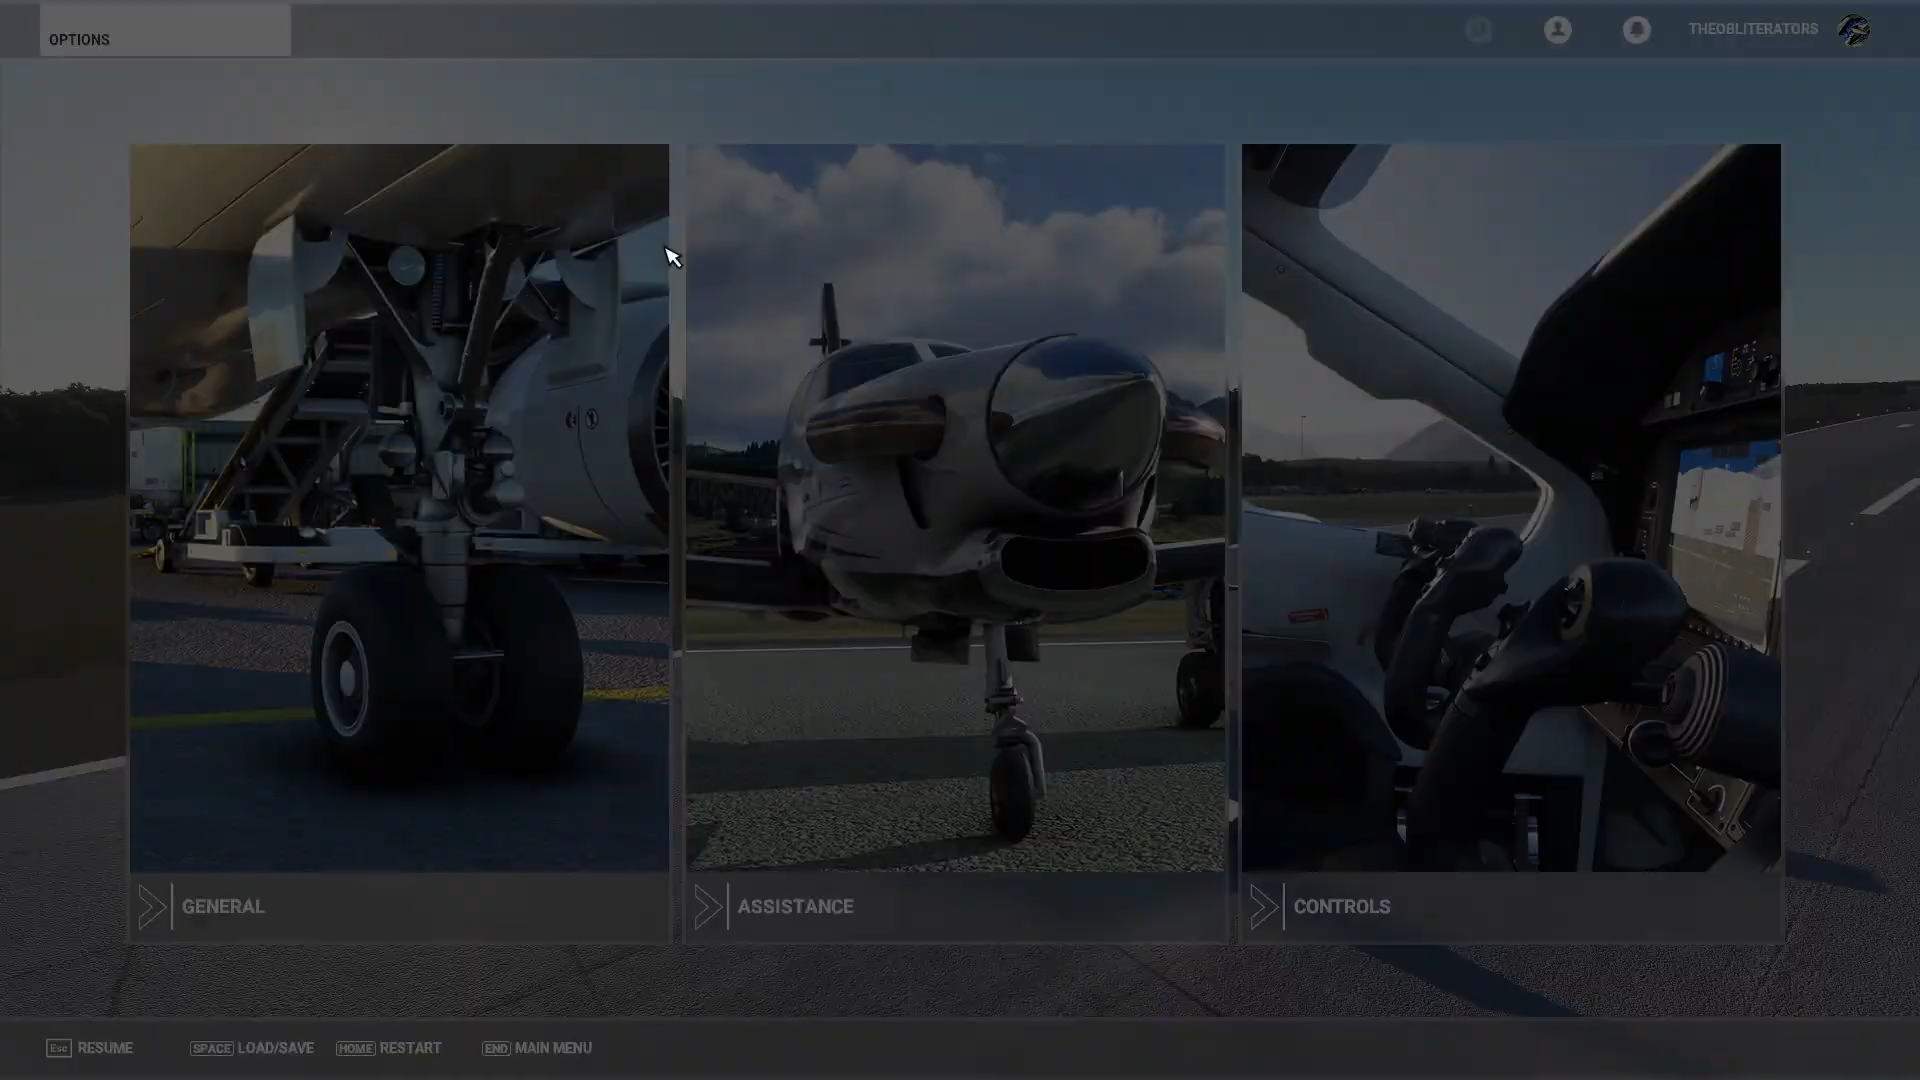 OPTIONS
THEOBLITERATORS
GENERAL
ASSISTANCE
CONTROLS
Esc RESUME
SPACE LOAD/SAVE
HOME RESTART
END MAIN MENU